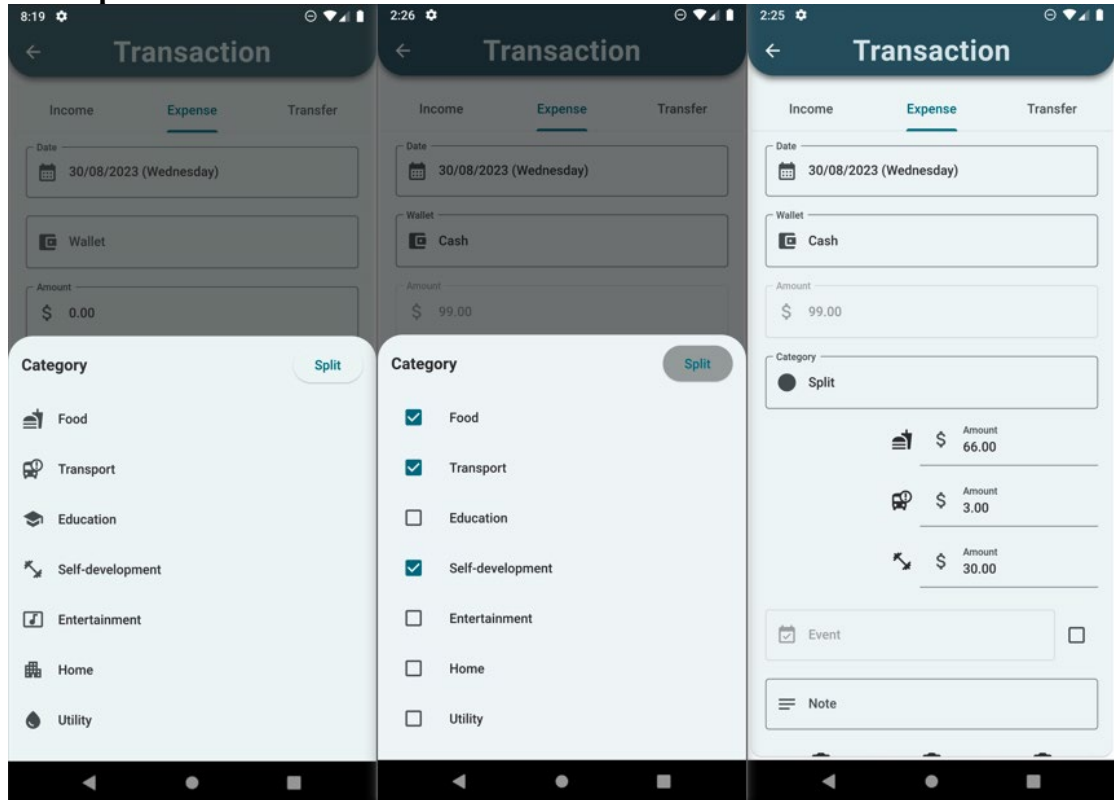 8:19
Transaction
Income Expense Transfer
Date
30/08/2023 (Wednesday)
Wallet
Amount
$ 0.00
Category Split
Food
Transport
Education
Self-development
Entertainment
Home
Utility
2:26
Transaction
Income Expense Transfer
Date
30/08/2023 (Wednesday)
Wallet
Cash
Amount
$ 99.00
Category Split
Food
Transport
Education
Self-development
Entertainment
Home
Utility
2:25
Transaction
Income Expense Transfer
Date
30/08/2023 (Wednesday)
Wallet
Cash
Amount
$ 99.00
Category
Split
Amount
$ 66.00
Amount
$ 3.00
Amount
$ 30.00
Event
Note